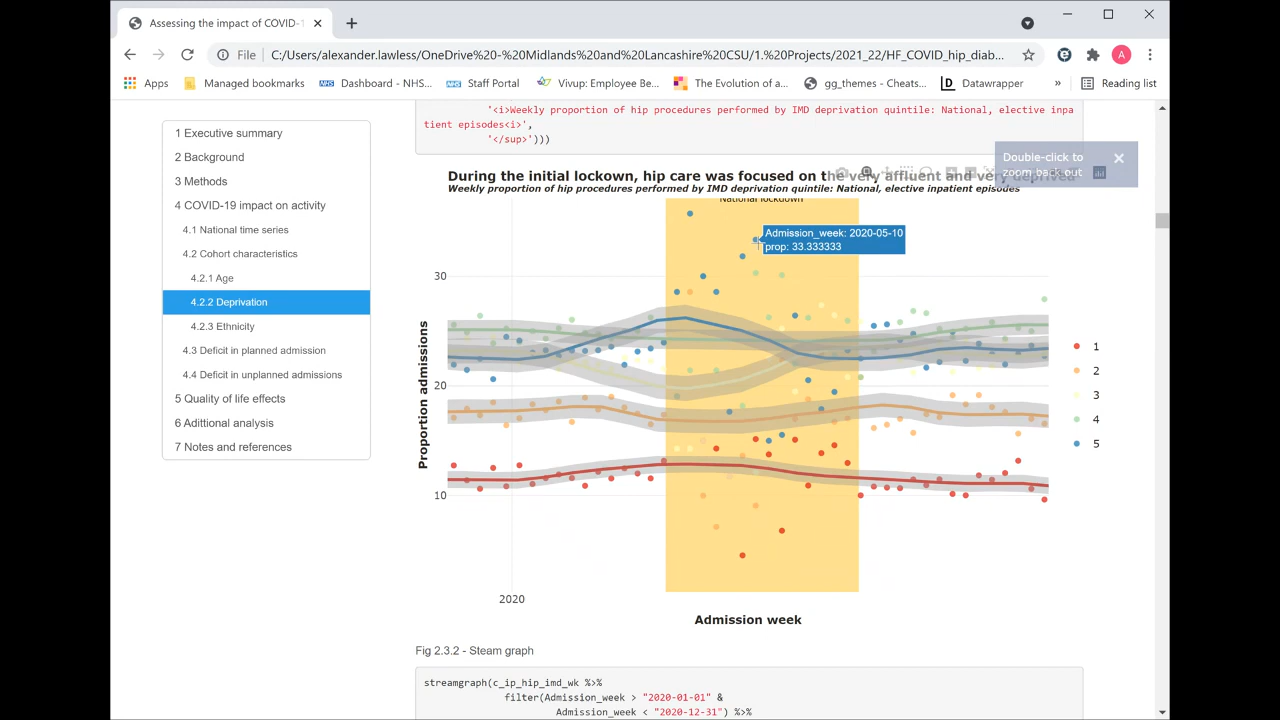 Assessing the impact of COVID-1
File
C:/Users/alexander.lawless/OneDrive%20-%20Midlands%20and%20Lancashire%20CSU/1.%20Projects/2021_22/HF_COVID_hip_diab...
A
Apps
Managed bookmarks
NHS
Dashboard - NHS...
NHS
Staff Portal
Vivup: Employee Be...
The Evolution of a...
gg_themes - Cheats...
D
Datawrapper
»
Reading list
'<i>Weekly proportion of hip procedures performed by IMD deprivation quintile: National, elective inpa
tient episodes<i>',
'</sup>')))
1 Executive summary
2 Background
3 Methods
4 COVID-19 impact on activity
4.1 National time series
4.2 Cohort characteristics
4.2.1 Age
4.2.2 Deprivation
4.2.3 Ethnicity
4.3 Deficit in planned admission
4.4 Deficit in unplanned admissions
5 Quality of life effects
6 Aditional analysis
7 Notes and references
Double-click to
zoom back out
During the initial lockown, hip care was focused on the very affluent and very deprived
Weekly proportion of hip procedures performed by IMD deprivation quintile: National, elective inpatient episodes
National lockdown
Admission_week: 2020-05-10
prop: 33.333333
30
20
10
Proportion admissions
2020
Admission week
1
2
3
4
5
Fig 2.3.2 - Steam graph
streamgraph(c_ip_hip_imd_wk %>%
filter(Admission_week > "2020-01-01" &
Admission_week < "2020-12-31") %>%